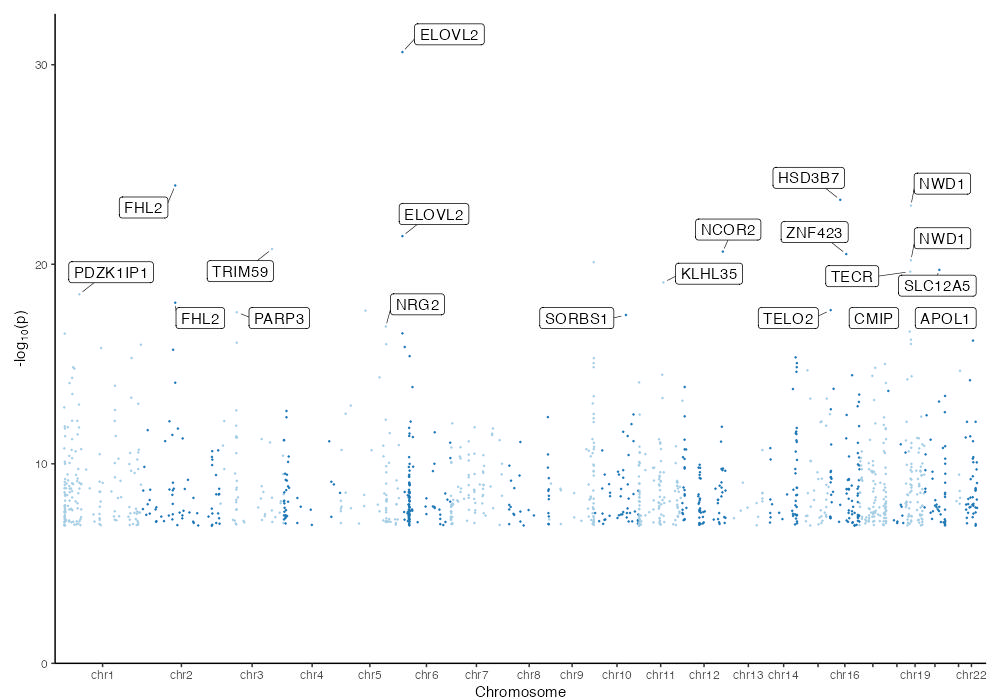 ELOVL2
30
HSD3B7
NWD1
FHL2
ELOVL2
NCOR2
ZNF423
NWD1
20
PDZK1IP1
TRIM59
KLHL35
TECR
SLC12A5
NRG2
FHL2
PARP3
SORBS1
TELO2
CMIP
APOL1
-log10(p)
10
0
chr1 chr2 chr3 chr4 chr5 chr6 chr7 chr8 chr9 chr10 chr11 chr12 chr13 chr14 chr16 chr19 chr22
Chromosome